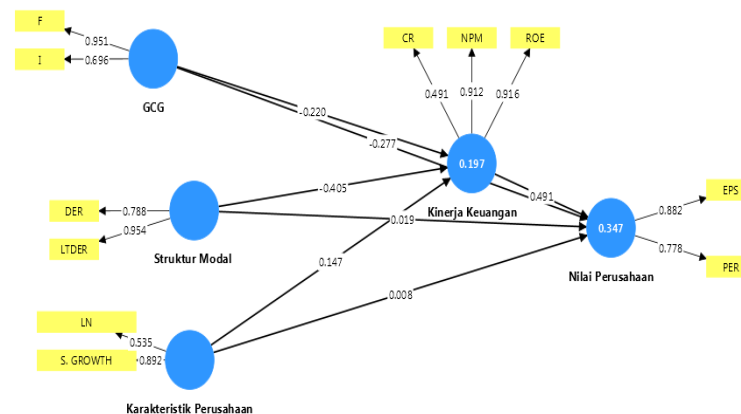 F
0.951
I
0.696
GCG
CR
NPM
ROE
0.491
0.912
0.916
-0.220
-0.277
0.197
Kinerja Keuangan
0.491
DER
0.788
LTDER
0.954
Struktur Modal
-0.405
0.019
0.347
Nilai Perusahaan
EPS
0.882
PER
0.778
0.147
0.008
LN
0.535
S. GROWTH
0.892
Karakteristik Perusahaan